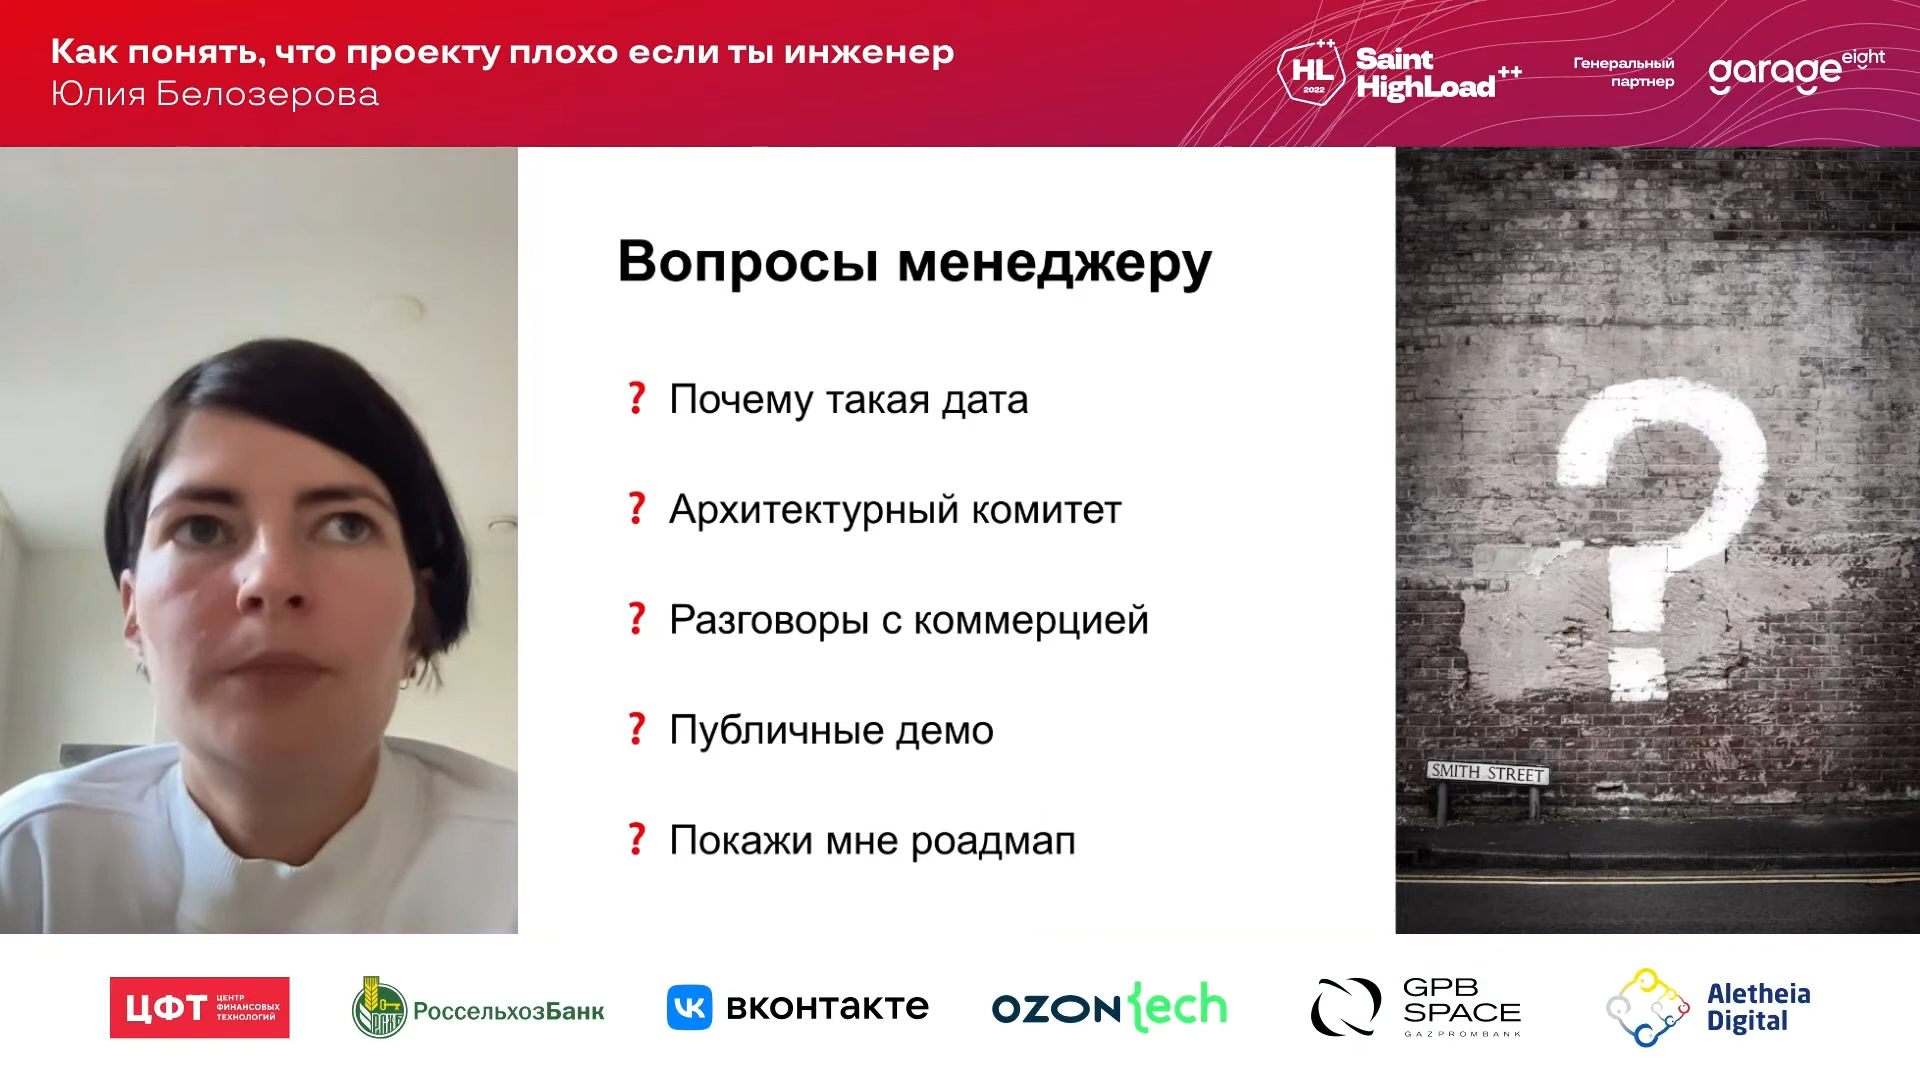 Как понять, что проекту плохо если ты инженер
Юлия Белозерова
HL++
2022
Saint
HighLoad++
Генеральный
партнер
garage eight
Вопросы менеджеру
? Почему такая дата
? Архитектурный комитет
? Разговоры с коммерцией
? Публичные демо
? Покажи мне роадмап
?
SMITH STREET
ЦФТ
ЦЕНТР
ФИНАНСОВЫХ
ТЕХНОЛОГИЙ
РСХБ
РоссельхозБанк
вконтакте
OZON tech
GPB
SPACE
GAZPROMBANK
Aletheia
Digital